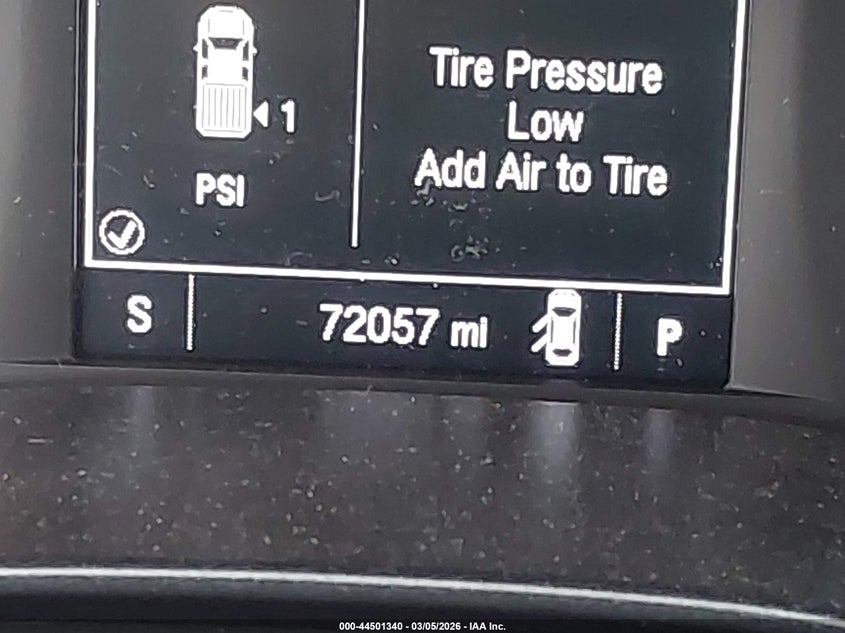 1
PSI
Tire Pressure
Low
Add Air to Tire
S
72057 mi
P
000-44501340 - 03/05/2026 - IAA Inc.